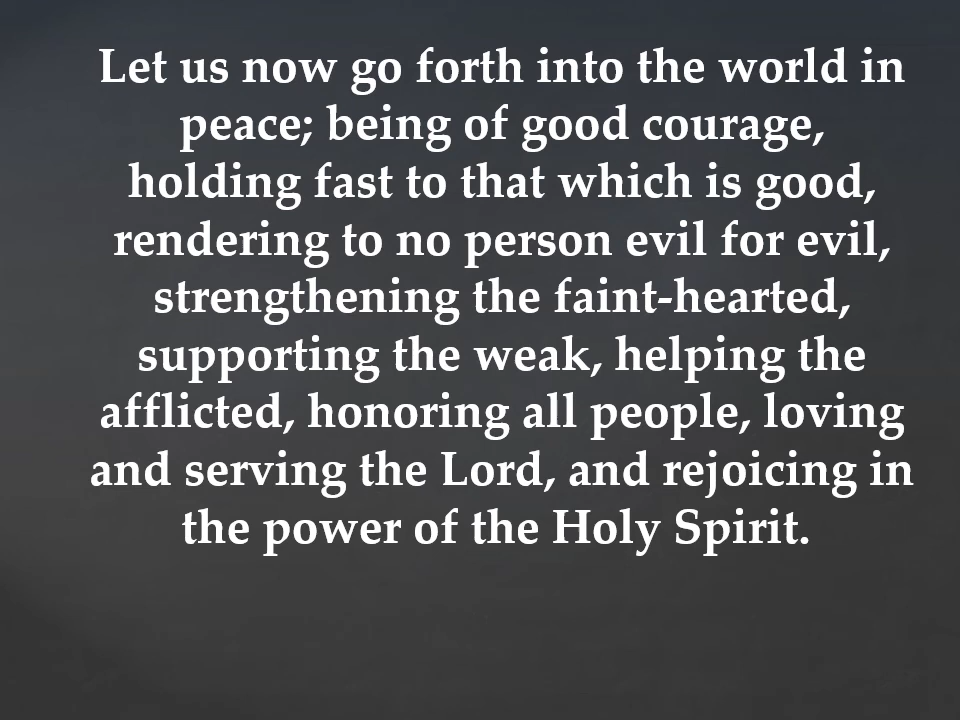 Let us now go forth into the world in
peace; being of good courage,
holding fast to that which is good,
rendering to no person evil for evil,
strengthening the faint-hearted,
supporting the weak, helping the
afflicted, honoring all people, loving
and serving the Lord, and rejoicing in
the power of the Holy Spirit.